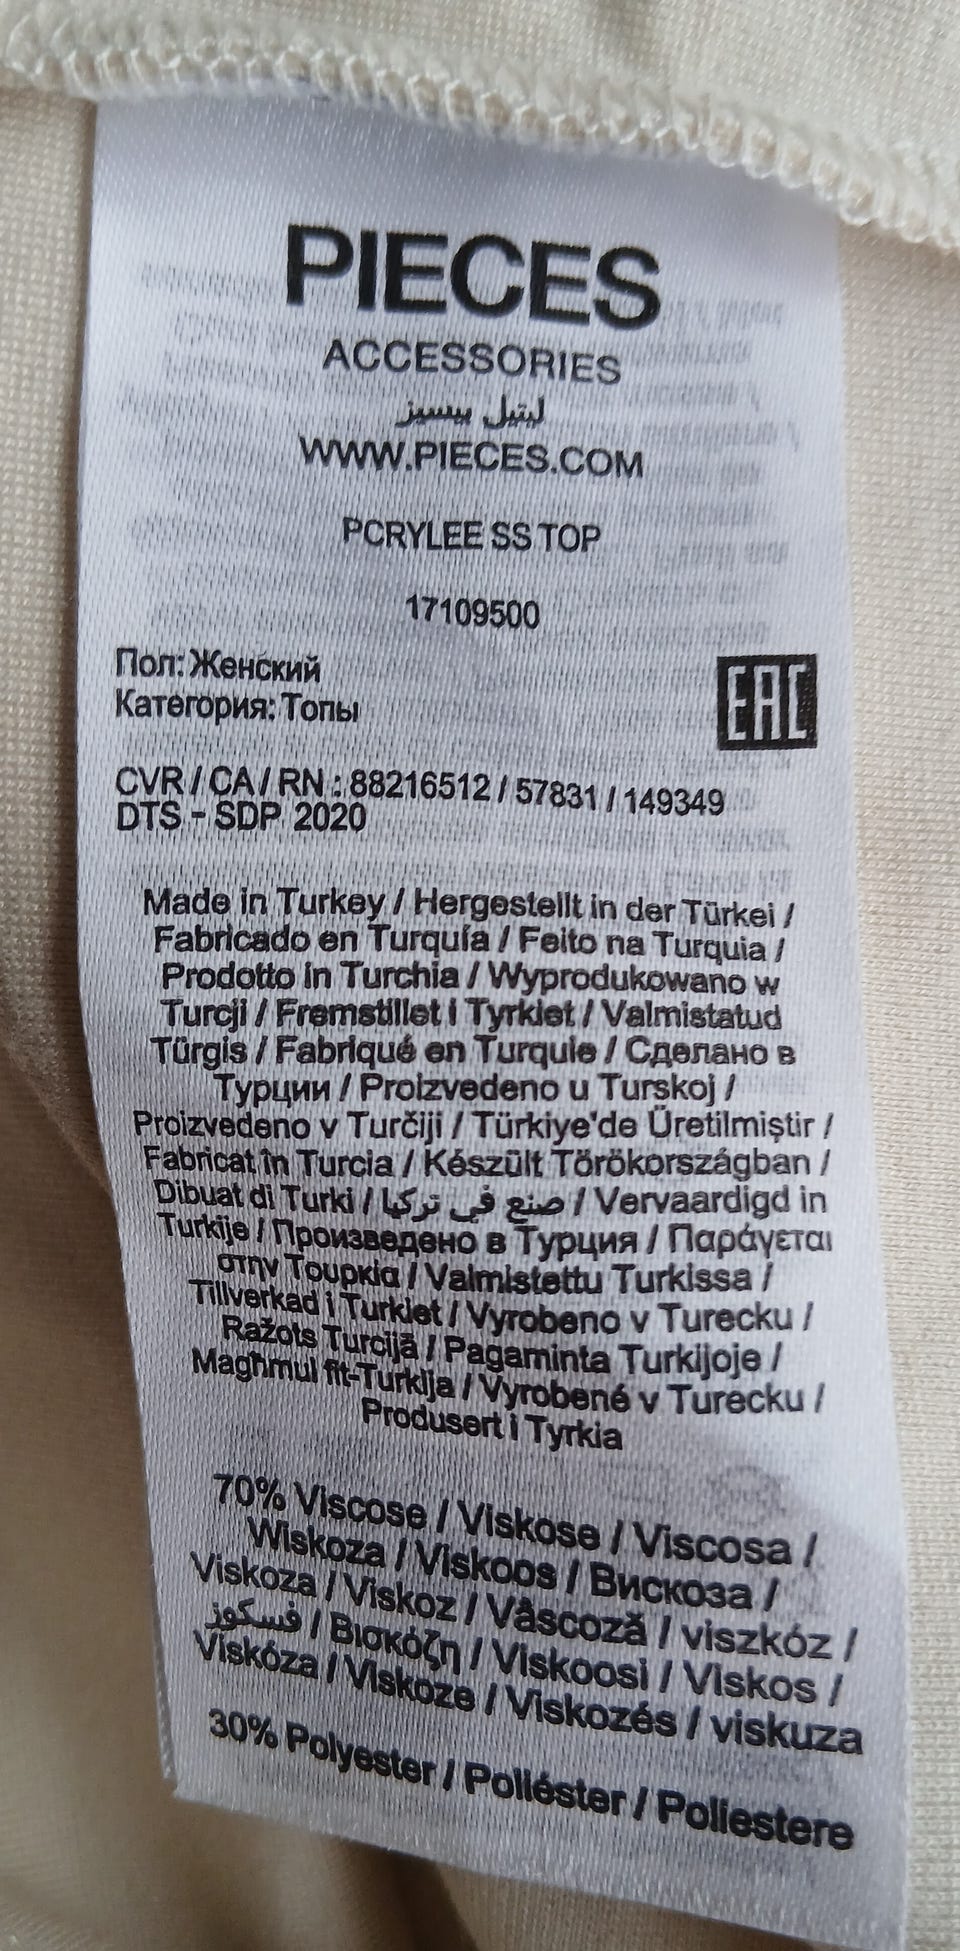 PIECES
ACCESSORIES
ليتيل بيسيز
WWW.PIECES.COM
PCRYLEE SS TOP
17109500
Пол: Женский
Категория: Топы
EAC
CVR / CA / RN : 88216512 / 57831 / 149349
DTS - SDP 2020
Made in Turkey / Hergestellt in der Türkei /
Fabricado en Turquía / Feito na Turquia /
Prodotto in Turchia / Wyprodukowano w
Turcji / Fremstillet i Tyrkiet / Valmistatud
Türgis / Fabriqué en Turquie / Сделано в
Турции / Proizvedeno u Turskoj /
Proizvedeno v Turčiji / Türkiye'de Üretilmiştir /
Fabricat în Turcia / Készült Törökországban /
Dibuat di Turki / صنع في تركيا / Vervaardigd in
Turkije / Произведено в Турция / Παράγεται
στην Τουρκία / Valmistettu Turkissa /
Tillverkad i Turkiet / Vyrobeno v Turecku /
Ražots Turcijā / Pagaminta Turkijoje /
Magħmul fit-Turkija / Vyrobené v Turecku /
Produsert i Tyrkia
70% Viscose / Viskose / Viscosa /
Wiskoza / Viskoos / Вискоза /
Viskoza / Viskoz / Vâscoză / viszkóz /
فسكوز / Βισκόζη / Viskoosi / Viskos /
Viskóza / Viskoze / Viskozés / viskuza
30% Polyester / Poliéster / Poliestere